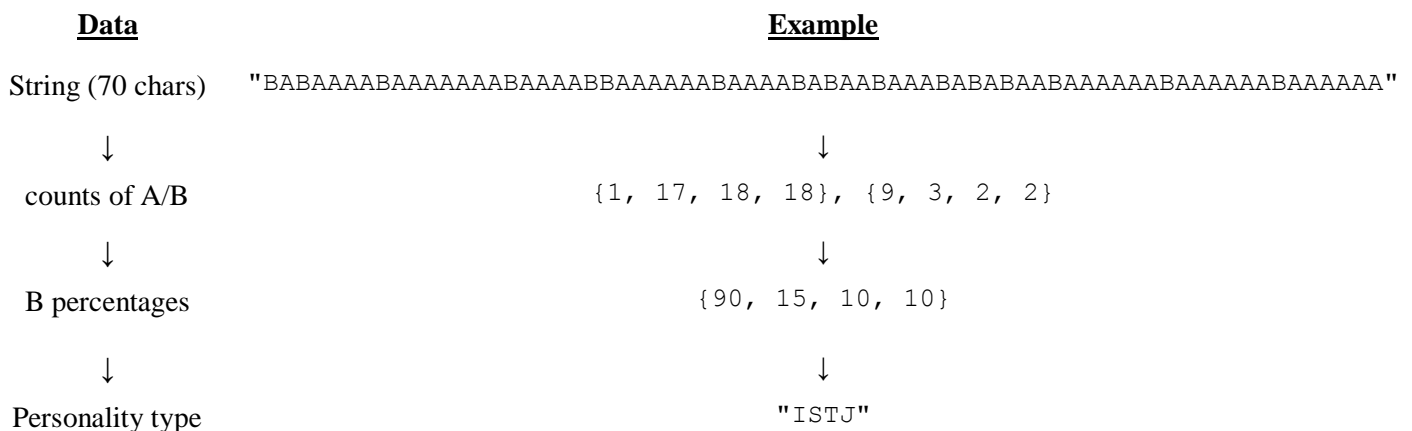 Data Example
String (70 chars) "BABAAAABAAAAAAABAAAABBAAAAAABAAAABABAABAAABABABAABAAAAAABAAAAAABAAAAAA"
↓ ↓
counts of A/B {1, 17, 18, 18}, {9, 3, 2, 2}
↓ ↓
B percentages {90, 15, 10, 10}
↓ ↓
Personality type "ISTJ"